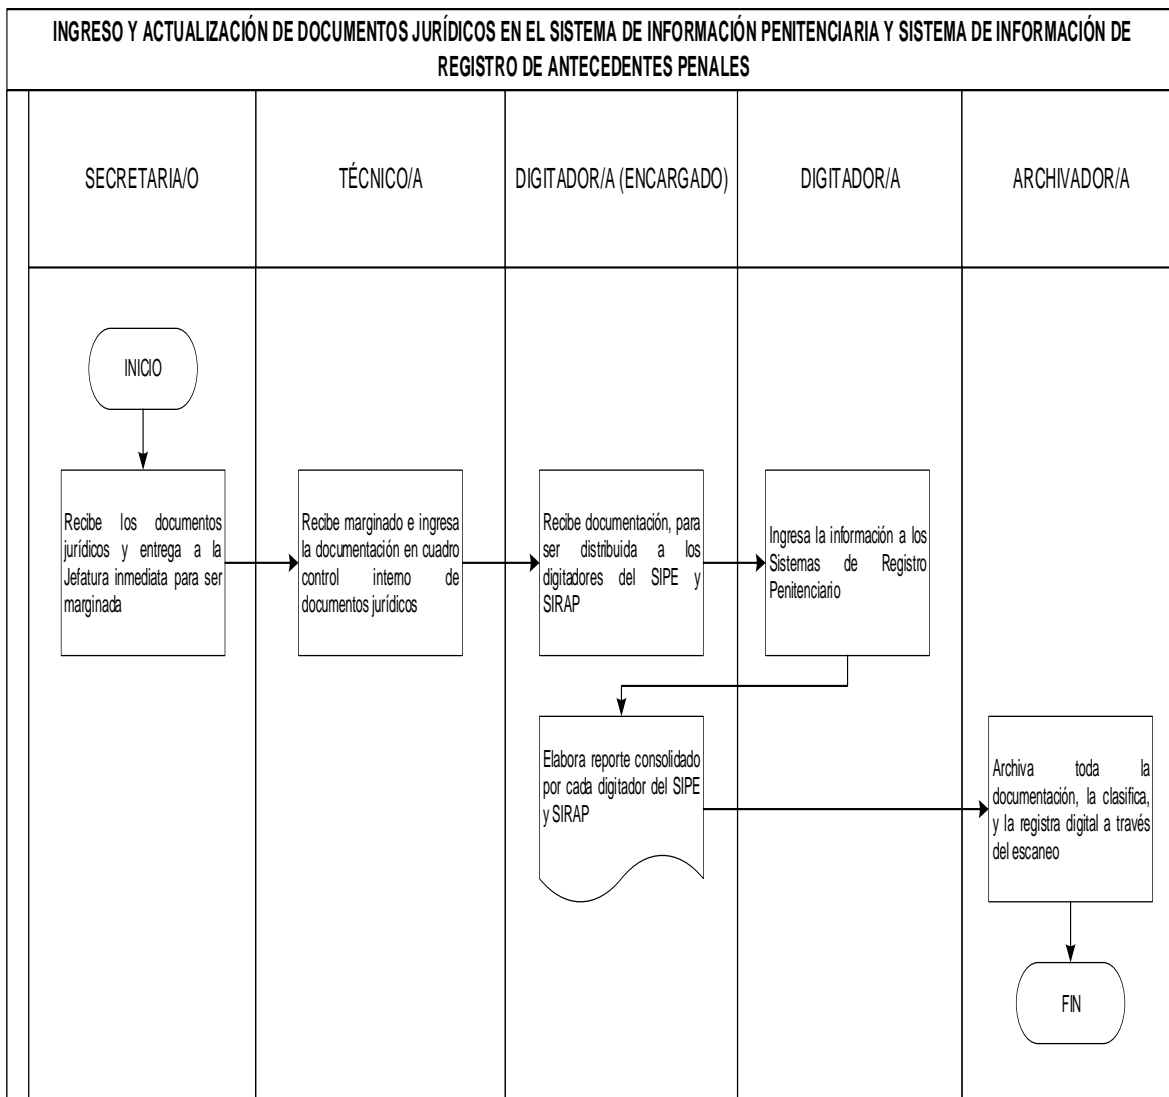 INGRESO Y ACTUALIZACIÓN DE DOCUMENTOS JURÍDICOS EN EL SISTEMA DE INFORMACIÓN PENITENCIARIA Y SISTEMA DE INFORMACIÓN DE
REGISTRO DE ANTECEDENTES PENALES
SECRETARIA/O
TÉCNICO/A
DIGITADOR/A (ENCARGADO)
DIGITADOR/A
ARCHIVADOR/A
INICIO
Recibe los documentos
jurídicos y entrega a la
Jefatura inmediata para ser
marginada
Recibe marginado e ingresa
la documentación en cuadro
control interno de
documentos jurídicos
Recibe documentación, para
ser distribuida a los
digitadores del SIPE y
SIRAP
Ingresa la información a los
Sistemas de Registro
Penitenciario
Elabora reporte consolidado
por cada digitador del SIPE
y SIRAP
Archiva toda la
documentación, la clasifica,
y la registra digital a través
del escaneo
FIN